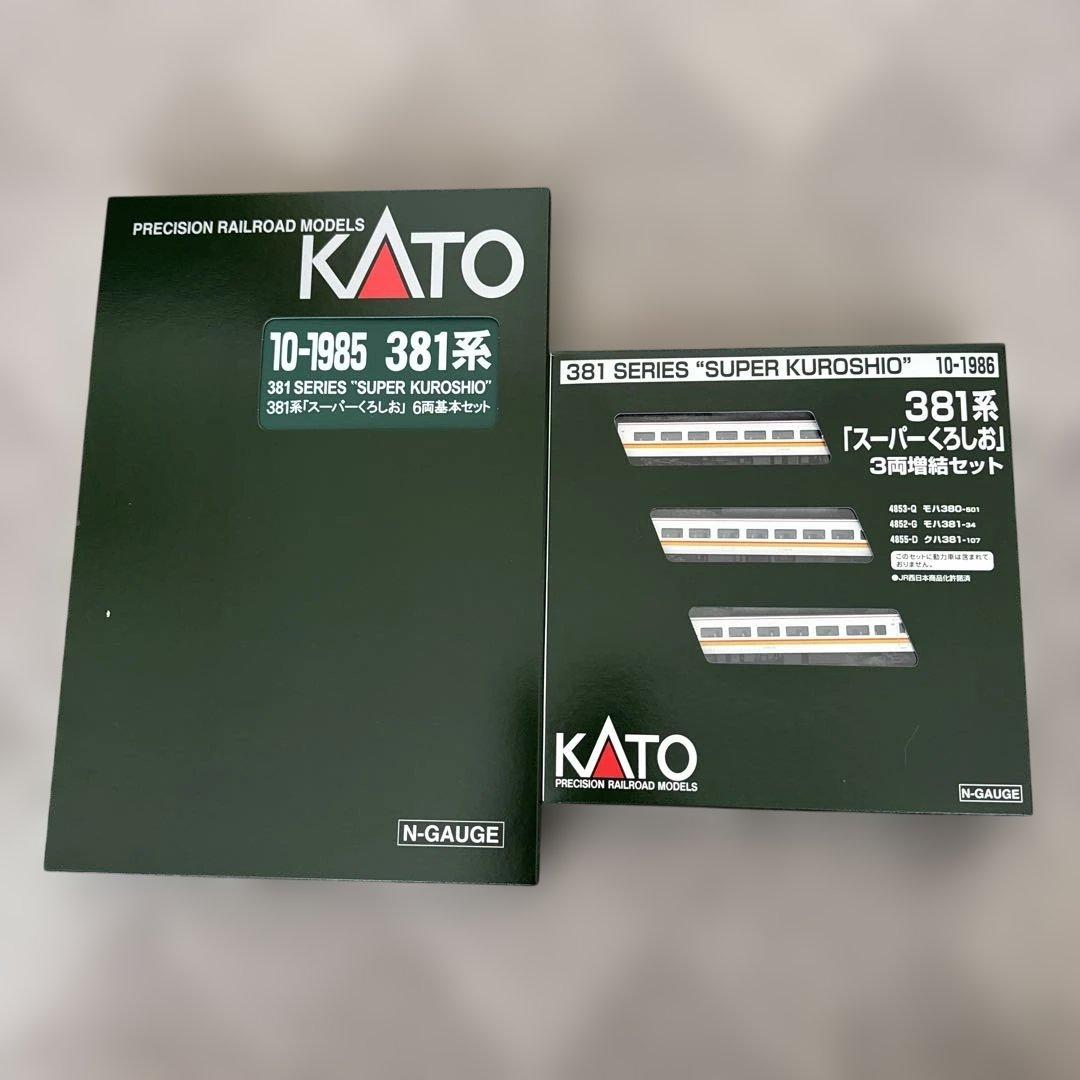 PRECISION RAILROAD MODELS
KATO
10-1985 381系
381 SERIES "SUPER KUROSHIO"
381系「スーパーくろしお」 6両基本セット
N-GAUGE
381 SERIES "SUPER KUROSHIO" 10-1986
381系
「スーパーくろしお」
3両増結セット
4853-Q モハ380-501
4852-G モハ381-34
4855-D クハ381-107
このセットに動力車は含まれて
おりません。
●JR西日本商品化許諾済
KATO
PRECISION RAILROAD MODELS
N-GAUGE